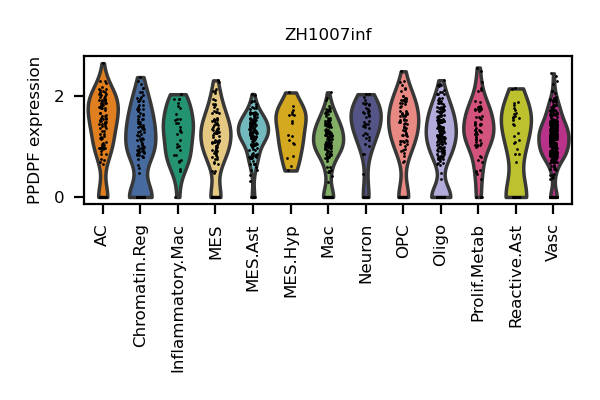 ZH1007inf
PPDPF expression
2
0
AC
Chromatin.Reg
Inflammatory.Mac
MES
MES.Ast
MES.Hyp
Mac
Neuron
OPC
Oligo
Prolif.Metab
Reactive.Ast
Vasc